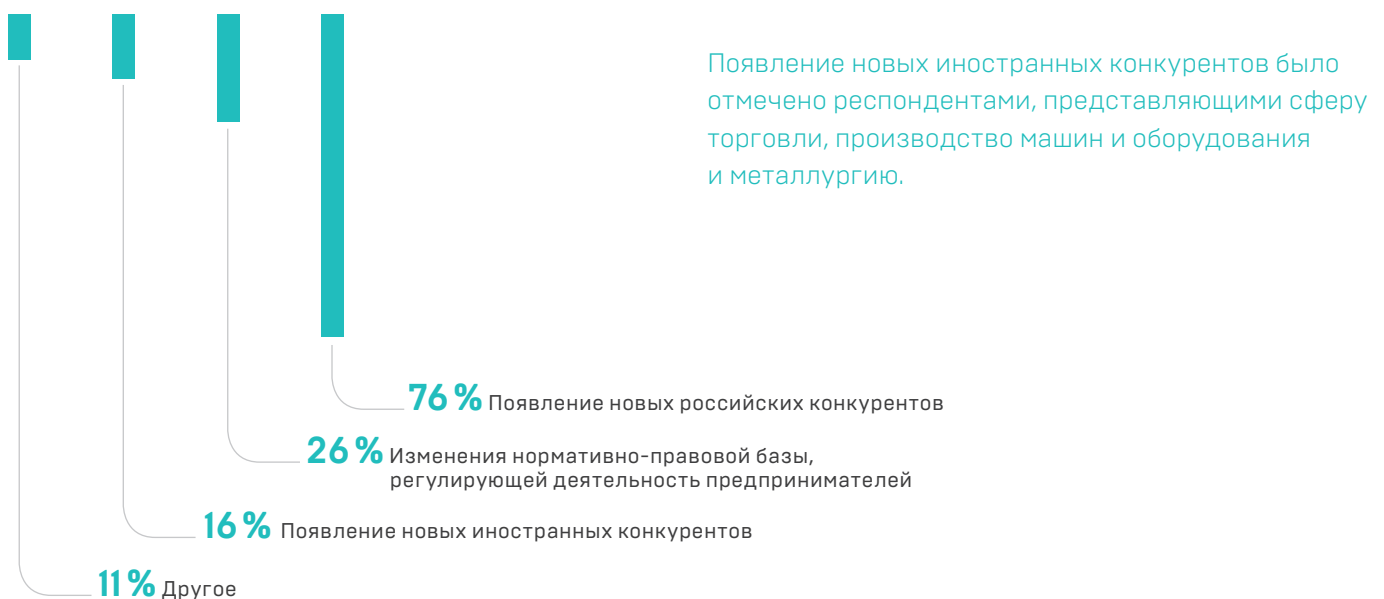 Появление новых иностранных конкурентов было
отмечено респондентами, представляющими сферу
торговли, производство машин и оборудования
и металлургию.
76 % Появление новых российских конкурентов
26 % Изменения нормативно-правовой базы,
регулирующей деятельность предпринимателей
16 % Появление новых иностранных конкурентов
11 % Другое